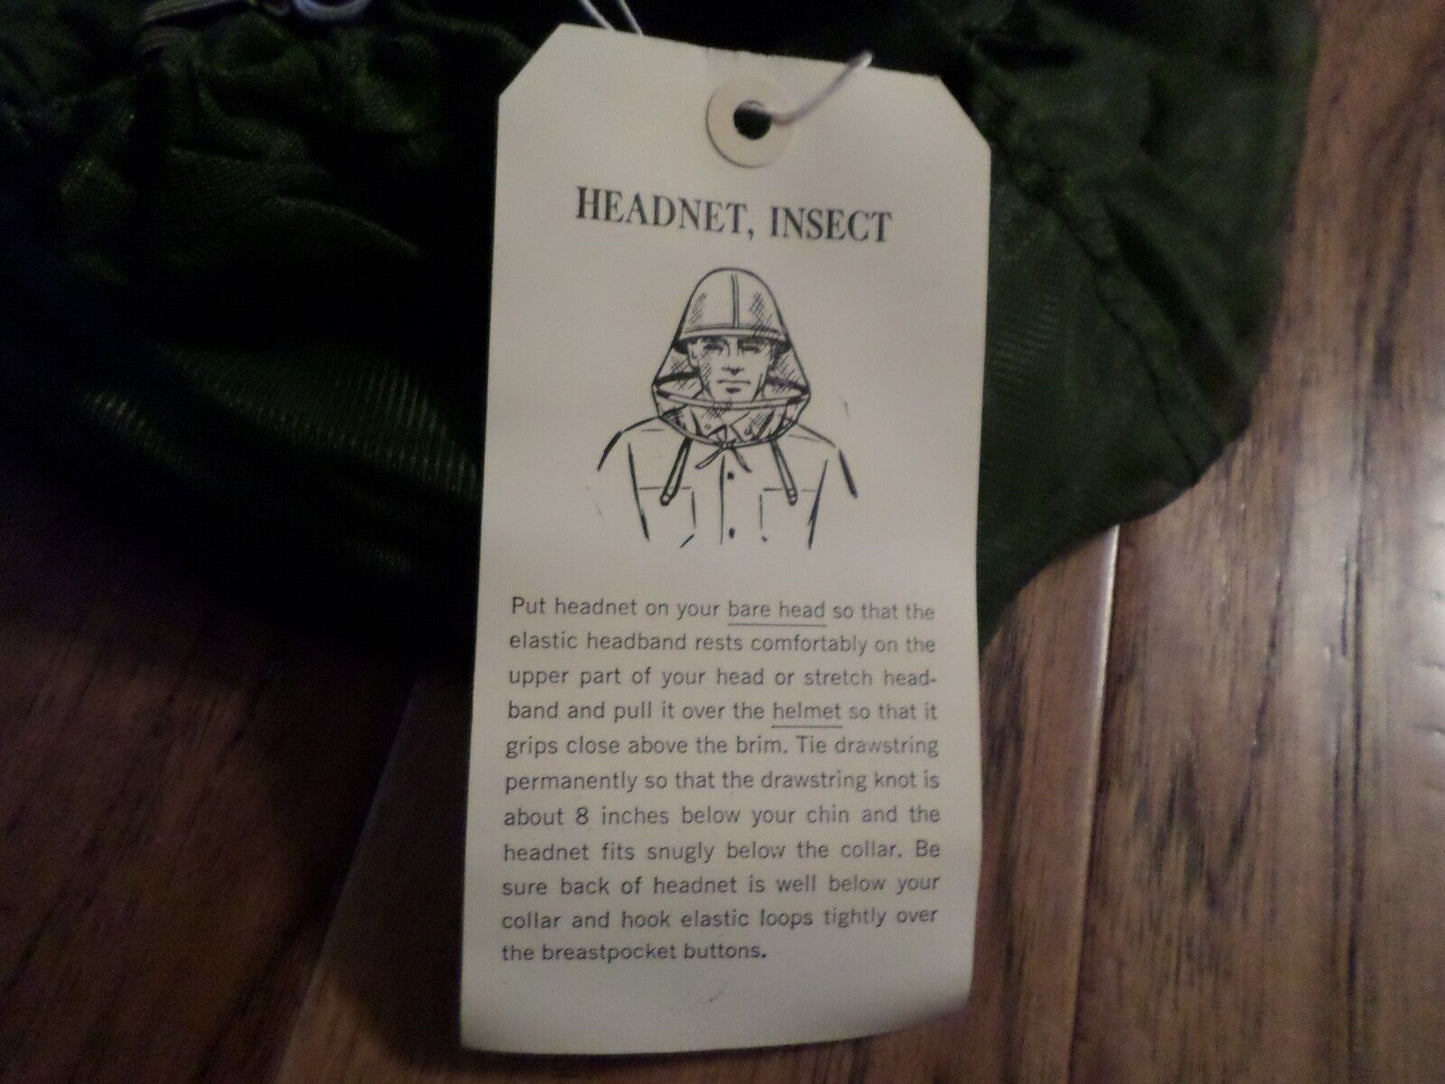 HEADNET, INSECT
Put headnet on your bare head so that the
elastic headband rests comfortably on the
upper part of your head or stretch head-
band and pull it over the helmet so that it
grips close above the brim. Tie drawstring
permanently so that the drawstring knot is
about 8 inches below your chin and the
headnet fits snugly below the collar. Be
sure back of headnet is well below your
collar and hook elastic loops tightly over
the breastpocket buttons.